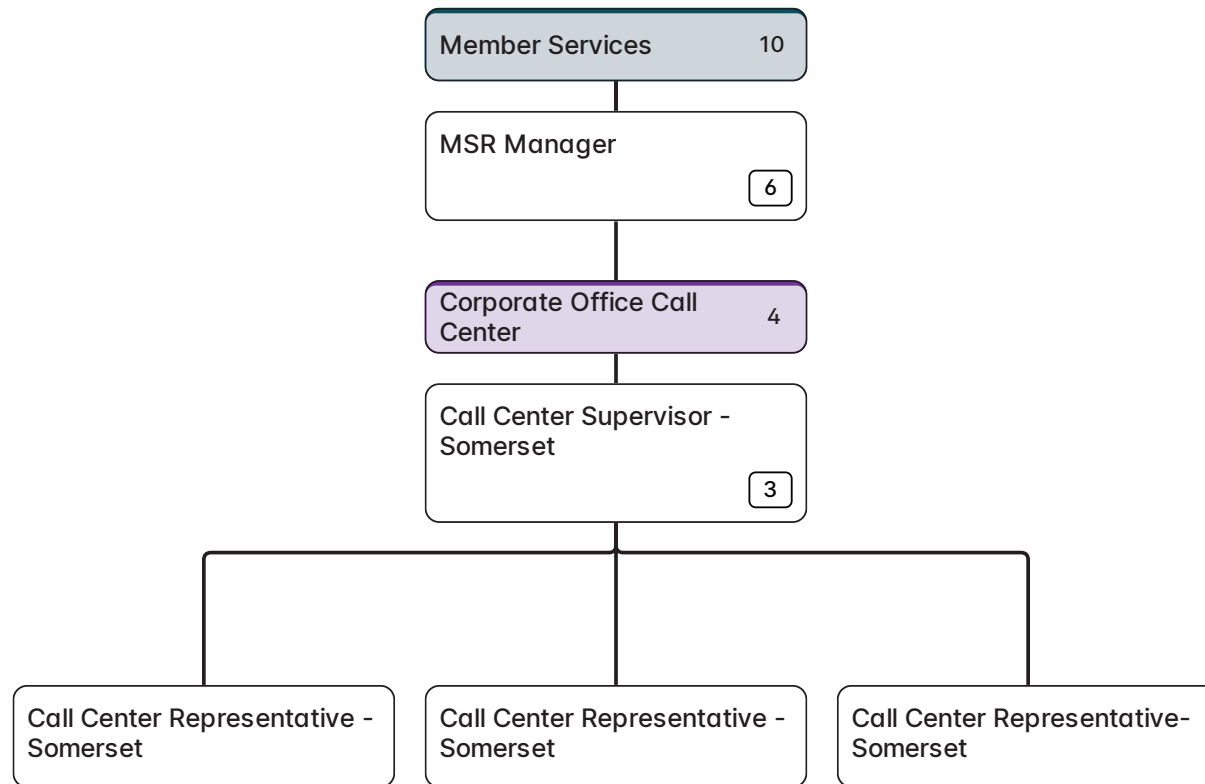 Member Services 10
MSR Manager
6
Corporate Office Call
Center
4
Call Center Supervisor -
Somerset
3
Call Center Representative -
Somerset
Call Center Representative -
Somerset
Call Center Representative-
Somerset